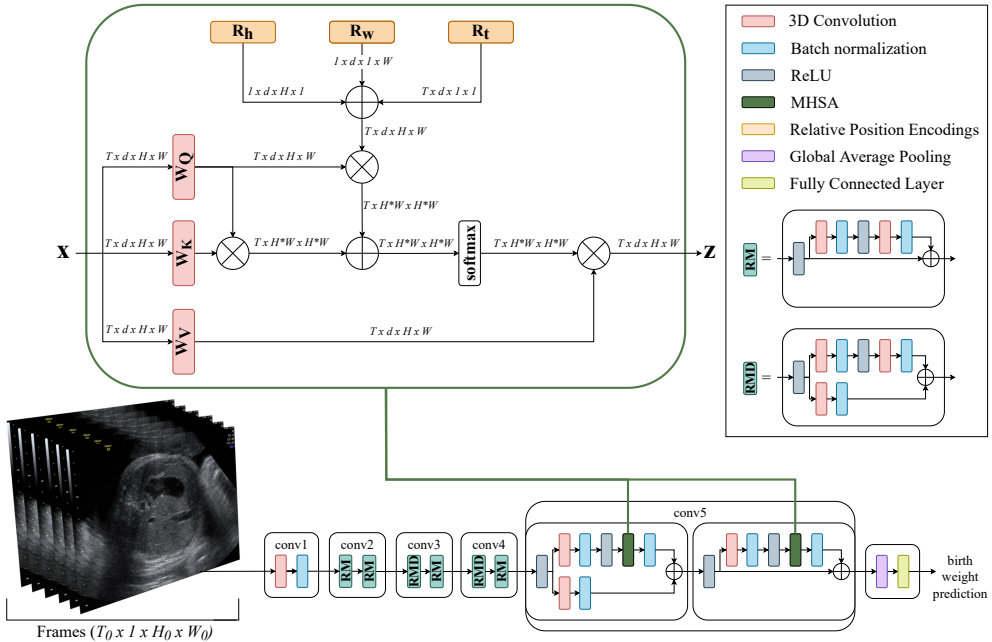 R_h
R_w
R_t
1 x d x 1 x W
1 x d x H x 1
T x d x 1 x 1
T x d x H x W
T x d x H x W
W_Q
T x d x H x W
T x H*W x H*W
x
T x d x H x W
W_K
T x H*W x H*W
T x H*W x H*W
softmax
T x H*W x H*W
T x d x H x W
z
T x d x H x W
W_V
T x d x H x W
3D Convolution
Batch normalization
ReLU
MHSA
Relative Position Encodings
Global Average Pooling
Fully Connected Layer
RM =
RMD =
conv1
conv2
RM
RM
conv3
RMD
RM
conv4
RMD
RM
conv5
birth
weight
prediction
Frames (T_0 x 1 x H_0 x W_0)